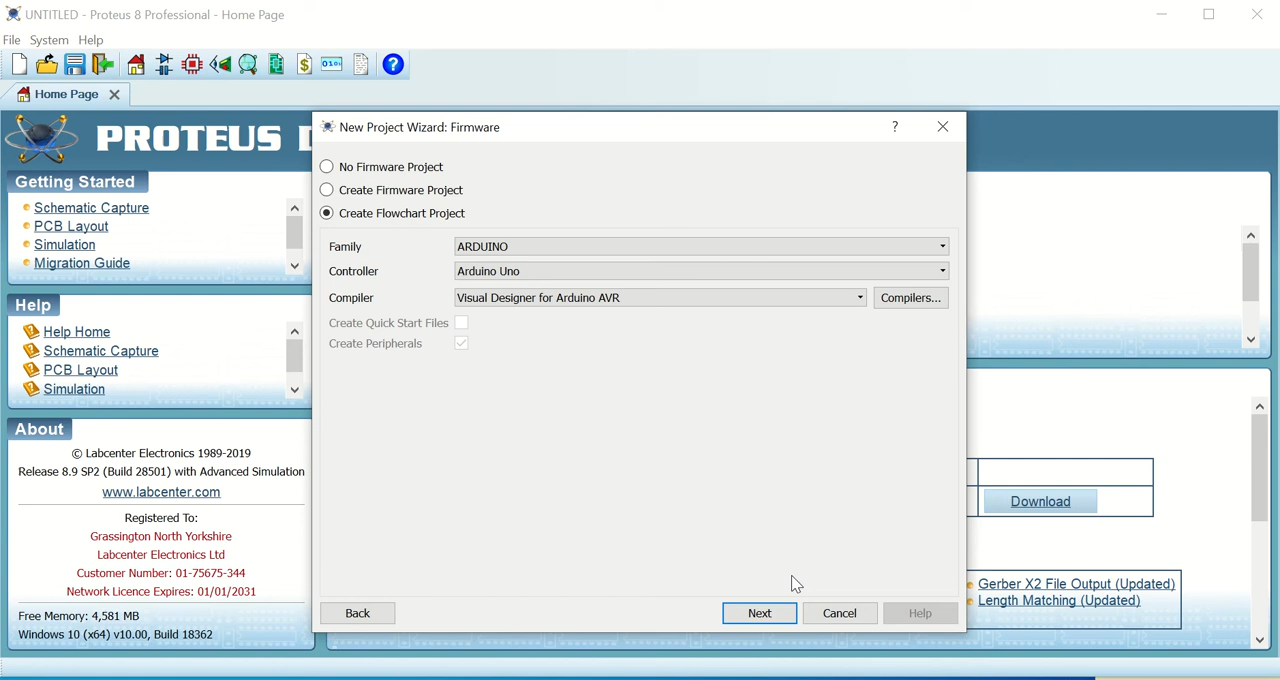 UNTITLED - Proteus 8 Professional - Home Page
File System Help
Home Page
PROTEUS
Getting Started
Schematic Capture
PCB Layout
Simulation
Migration Guide
Help
Help Home
Schematic Capture
PCB Layout
Simulation
About
© Labcenter Electronics 1989-2019
Release 8.9 SP2 (Build 28501) with Advanced Simulation
www.labcenter.com
Registered To:
Grassington North Yorkshire
Labcenter Electronics Ltd
Customer Number: 01-75675-344
Network Licence Expires: 01/01/2031
Free Memory: 4,581 MB
Windows 10 (x64) v10.00, Build 18362
New Project Wizard: Firmware
No Firmware Project
Create Firmware Project
Create Flowchart Project
Family ARDUINO
Controller Arduino Uno
Compiler Visual Designer for Arduino AVR Compilers...
Create Quick Start Files
Create Peripherals
Back Next Cancel Help
Download
Gerber X2 File Output (Updated)
Length Matching (Updated)